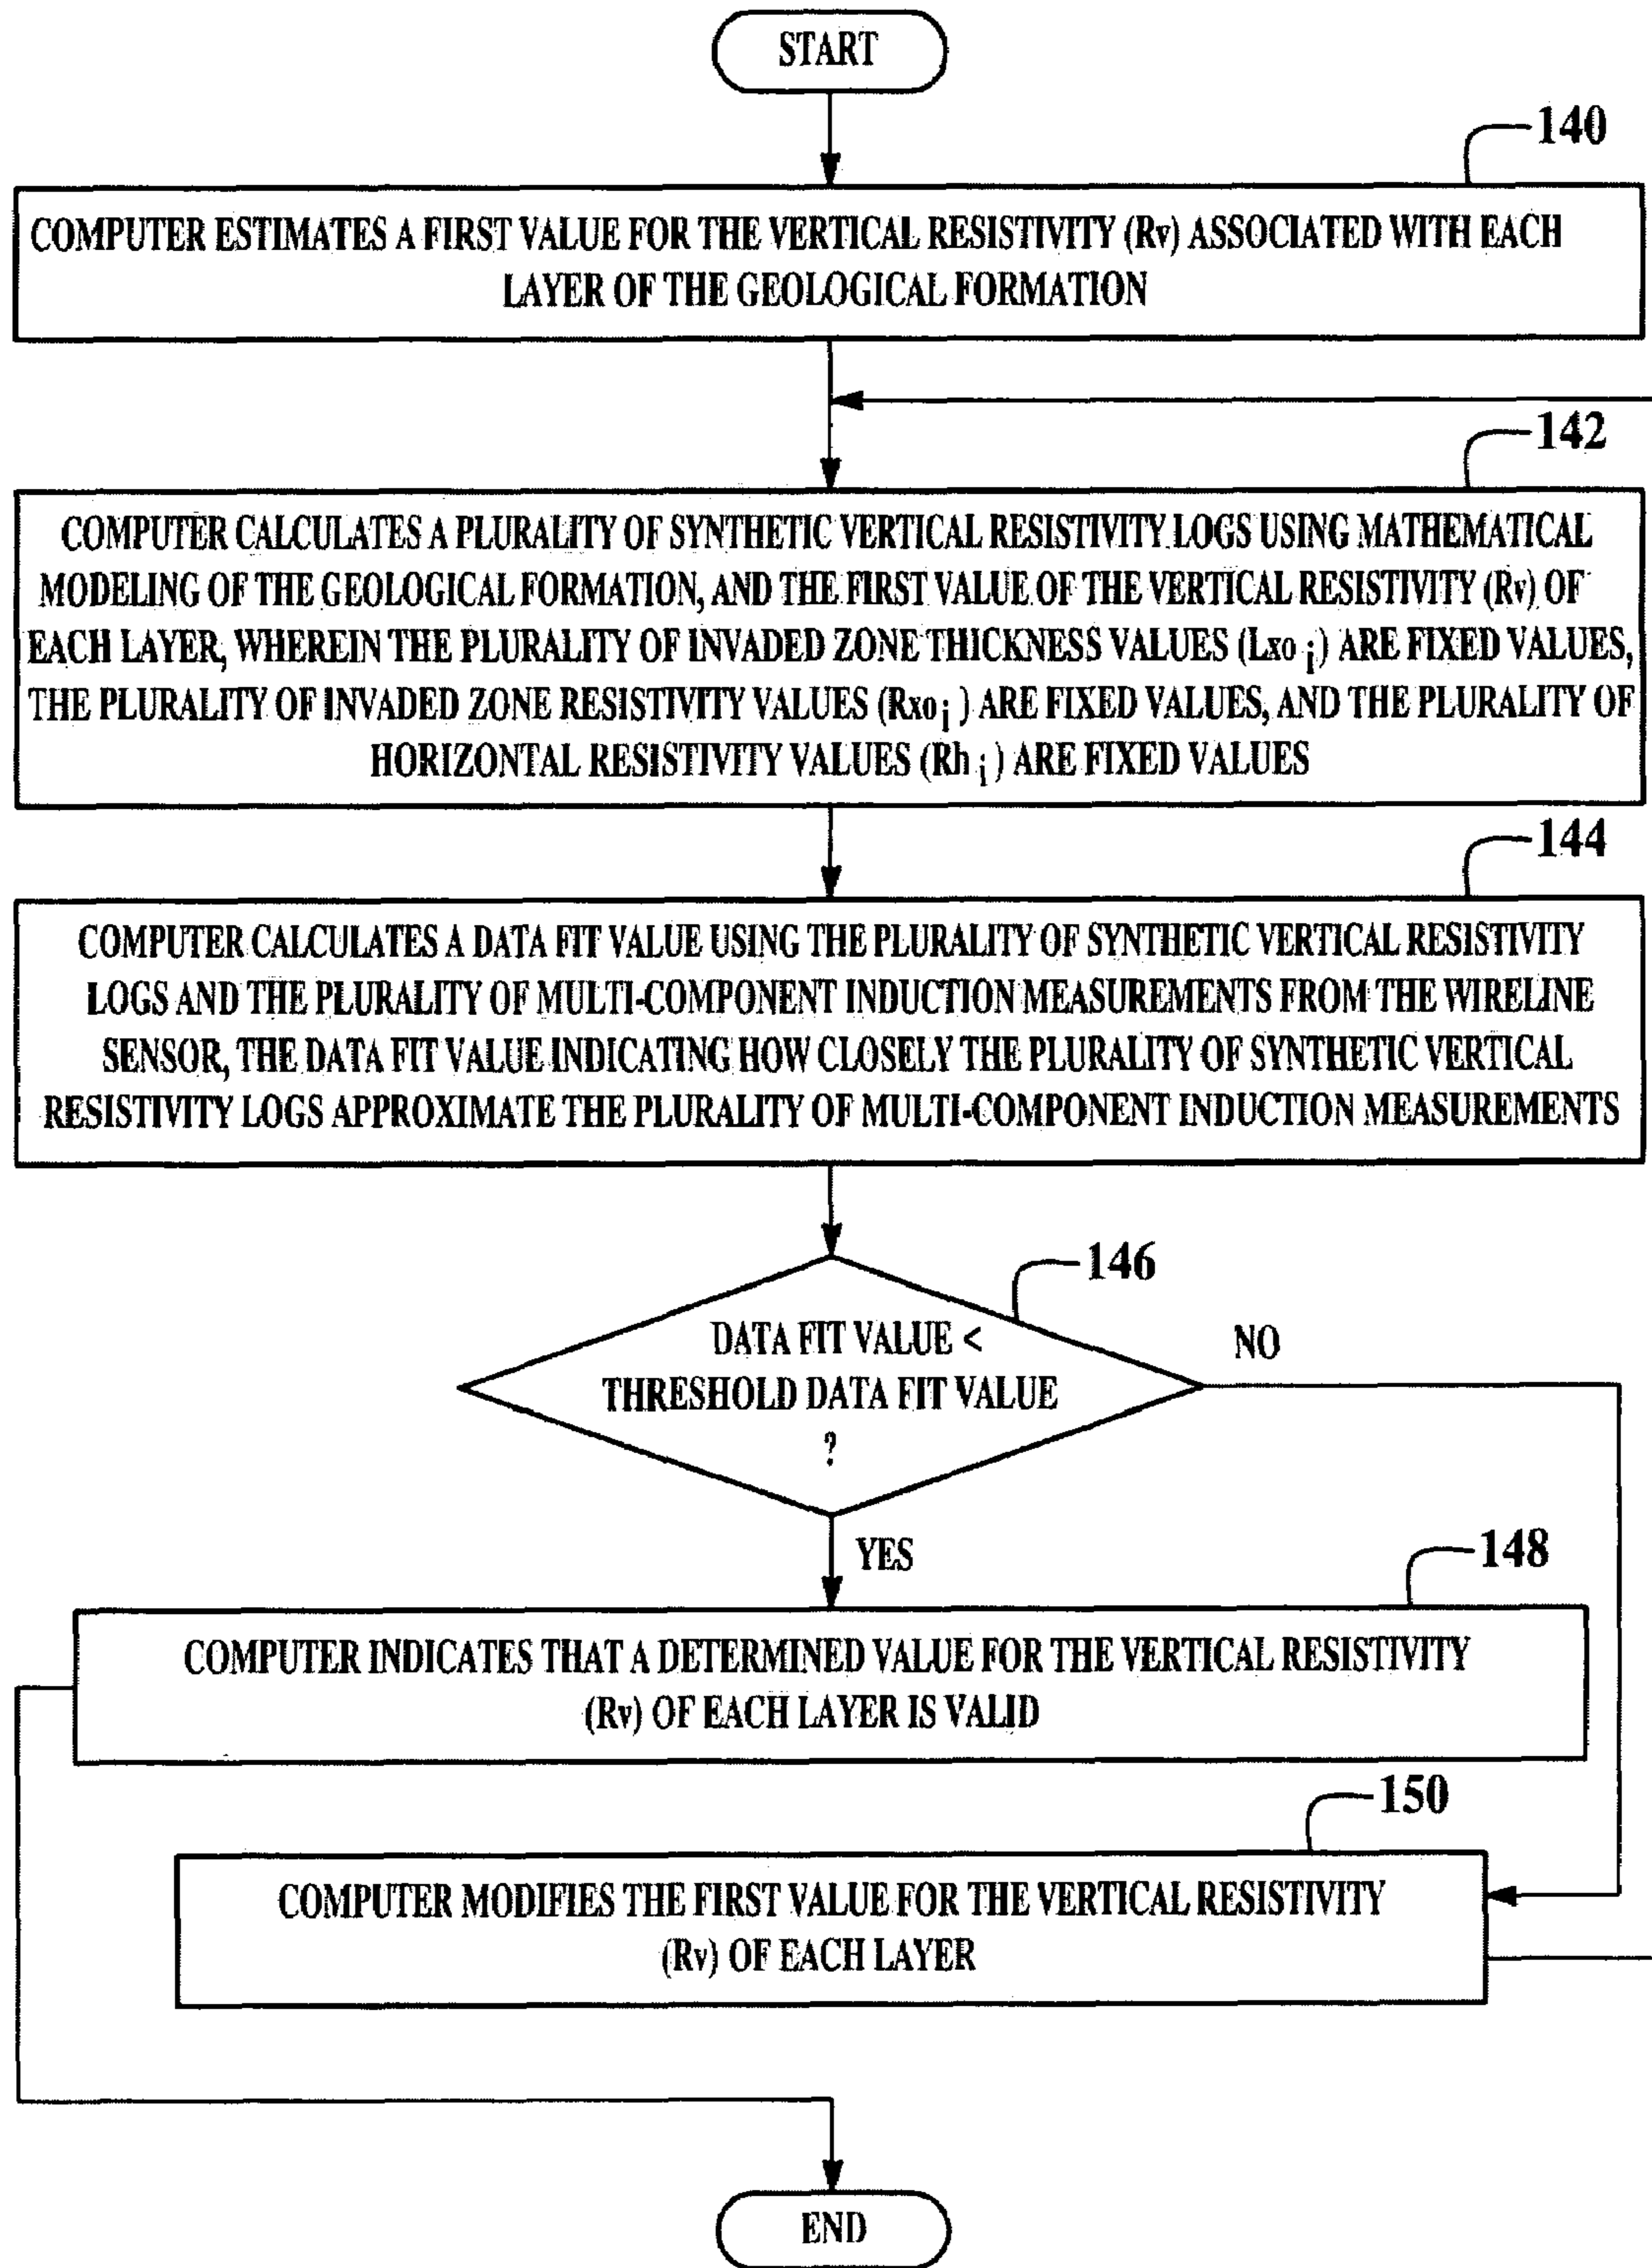 START
140
COMPUTER ESTIMATES A FIRST VALUE FOR THE VERTICAL RESISTIVITY (Rv) ASSOCIATED WITH EACH
LAYER OF THE GEOLOGICAL FORMATION
142
COMPUTER CALCULATES A PLURALITY OF SYNTHETIC VERTICAL RESISTIVITY LOGS USING MATHEMATICAL
MODELING OF THE GEOLOGICAL FORMATION, AND THE FIRST VALUE OF THE VERTICAL RESISTIVITY (Rv) OF
EACH LAYER, WHEREIN THE PLURALITY OF INVADED ZONE THICKNESS VALUES (Lxo i) ARE FIXED VALUES,
THE PLURALITY OF INVADED ZONE RESISTIVITY VALUES (Rxo i) ARE FIXED VALUES, AND THE PLURALITY OF
HORIZONTAL RESISTIVITY VALUES (Rh i) ARE FIXED VALUES
144
COMPUTER CALCULATES A DATA FIT VALUE USING THE PLURALITY OF SYNTHETIC VERTICAL RESISTIVITY
LOGS AND THE PLURALITY OF MULTI-COMPONENT INDUCTION MEASUREMENTS FROM THE WIRELINE
SENSOR, THE DATA FIT VALUE INDICATING HOW CLOSELY THE PLURALITY OF SYNTHETIC VERTICAL
RESISTIVITY LOGS APPROXIMATE THE PLURALITY OF MULTI-COMPONENT INDUCTION MEASUREMENTS
146
DATA FIT VALUE <
THRESHOLD DATA FIT VALUE
?
NO
YES
148
COMPUTER INDICATES THAT A DETERMINED VALUE FOR THE VERTICAL RESISTIVITY
(Rv) OF EACH LAYER IS VALID
150
COMPUTER MODIFIES THE FIRST VALUE FOR THE VERTICAL RESISTIVITY
(Rv) OF EACH LAYER
END